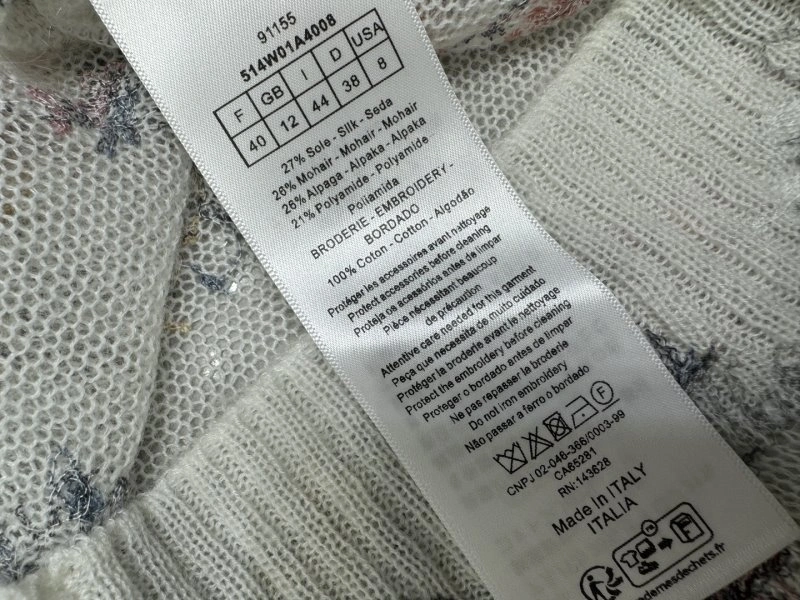 91155
514W01A4008
F GB I D USA
40 12 44 38 8
27% Soie - Silk - Seda
26% Mohair - Mohair - Mohair
26% Alpaga - Alpaka - Alpaka
21% Polyamide - Polyamide
Poliamida
BRODERIE - EMBROIDERY -
BORDADO
100% Coton - Cotton - Algodão
Protéger les accessoires avant nettoyage
Protect accessories before cleaning
Proteja os acessórios antes de limpar
Pièce nécessitant beaucoup
de précaution
Attentive care needed for this garment
Peça que necessita de muito cuidado
Protéger la broderie avant le nettoyage
Protect the embroidery before cleaning
Proteger o bordado antes de limpar
Ne pas repasser la broderie
Do not iron embroidery
Não passar a ferro o bordado
F
CNPJ 02-046-366/0003-99
CA65281
RN:143628
Made in ITALY
ITALIA